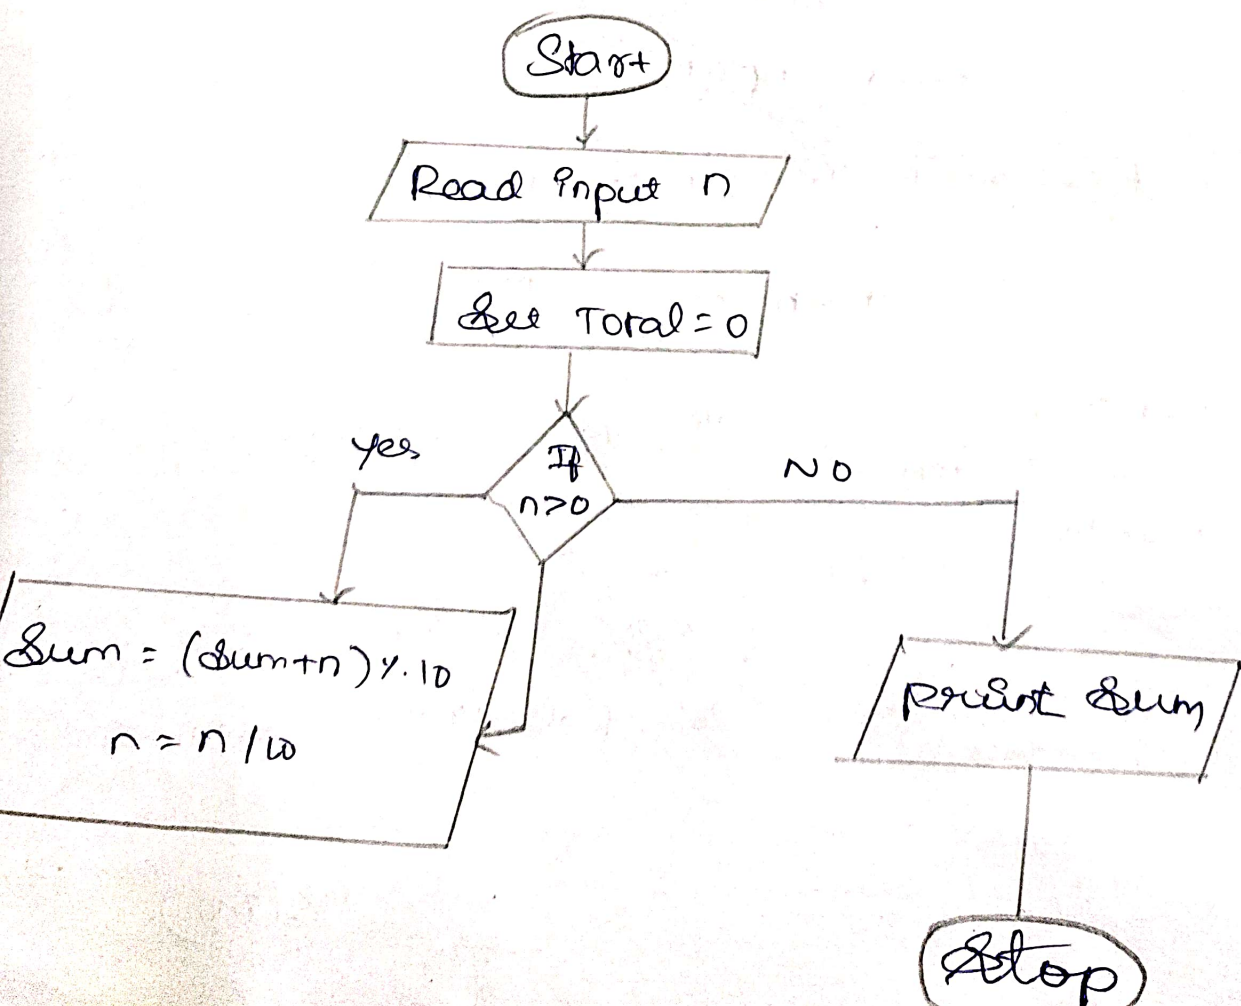 Start
Read input n
Set Total = 0
If
n>0
yes
NO
Sum = (Sum+n) %. 10
n = n / 10
print Sum
Stop